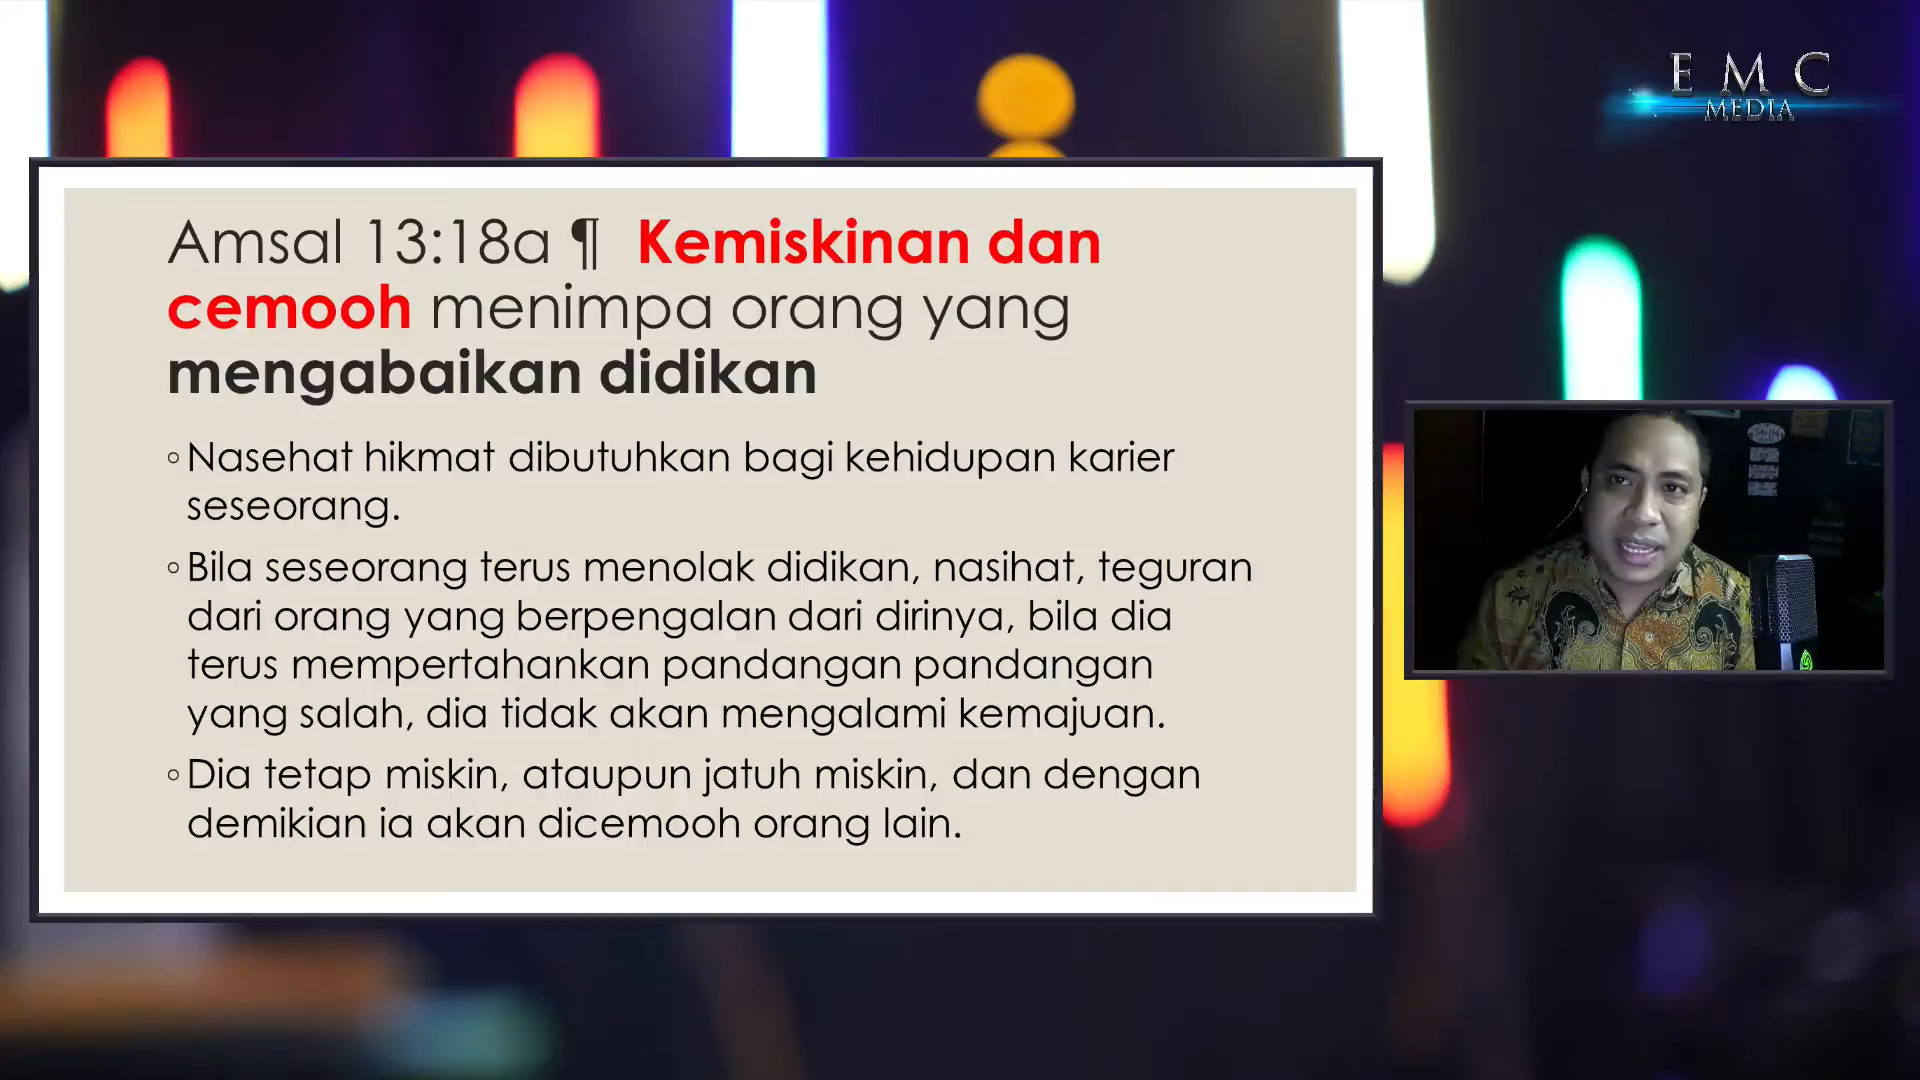 E M C
MEDIA
Amsal 13:18a ¶ Kemiskinan dan
cemooh menimpa orang yang
mengabaikan didikan
◦Nasehat hikmat dibutuhkan bagi kehidupan karier
seseorang.
◦Bila seseorang terus menolak didikan, nasihat, teguran
dari orang yang berpengalan dari dirinya, bila dia
terus mempertahankan pandangan pandangan
yang salah, dia tidak akan mengalami kemajuan.
◦Dia tetap miskin, ataupun jatuh miskin, dan dengan
demikian ia akan dicemooh orang lain.